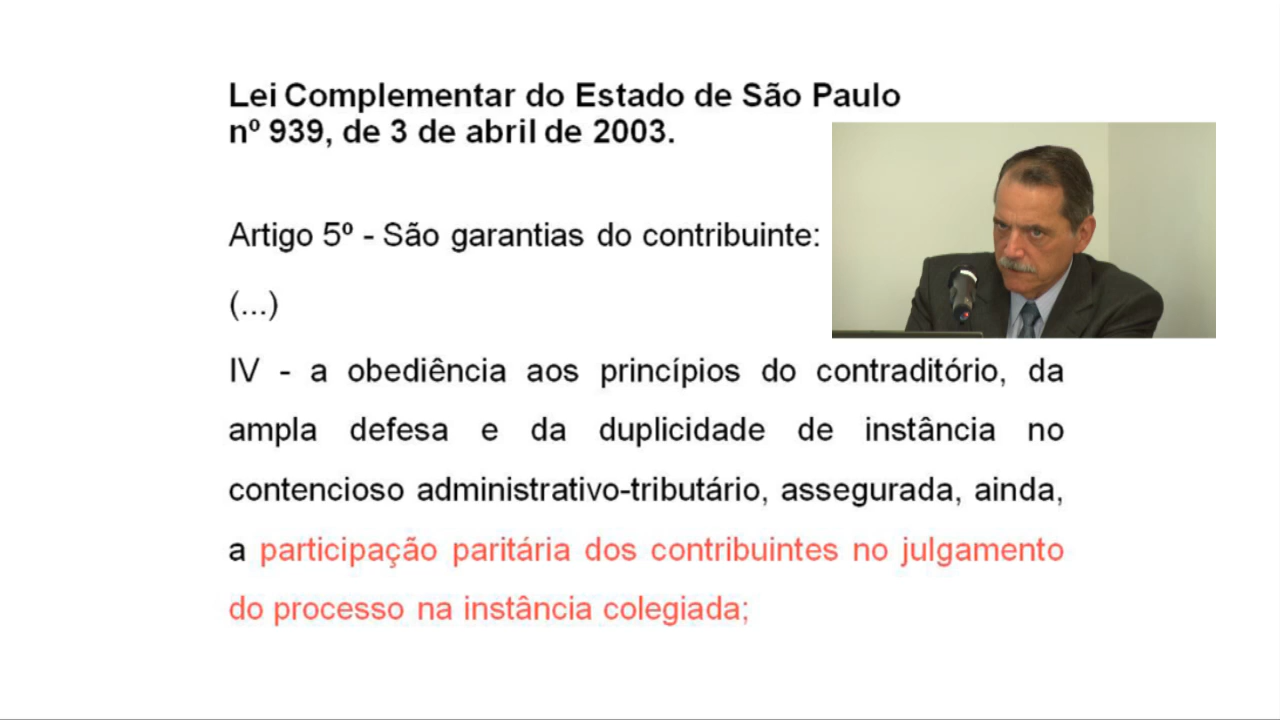 Lei Complementar do Estado de São Paulo
nº 939, de 3 de abril de 2003.
Artigo 5º - São garantias do contribuinte:
(...)
IV - a obediência aos princípios do contraditório, da
ampla defesa e da duplicidade de instância no
contencioso administrativo-tributário, assegurada, ainda,
a participação paritária dos contribuintes no julgamento
do processo na instância colegiada;